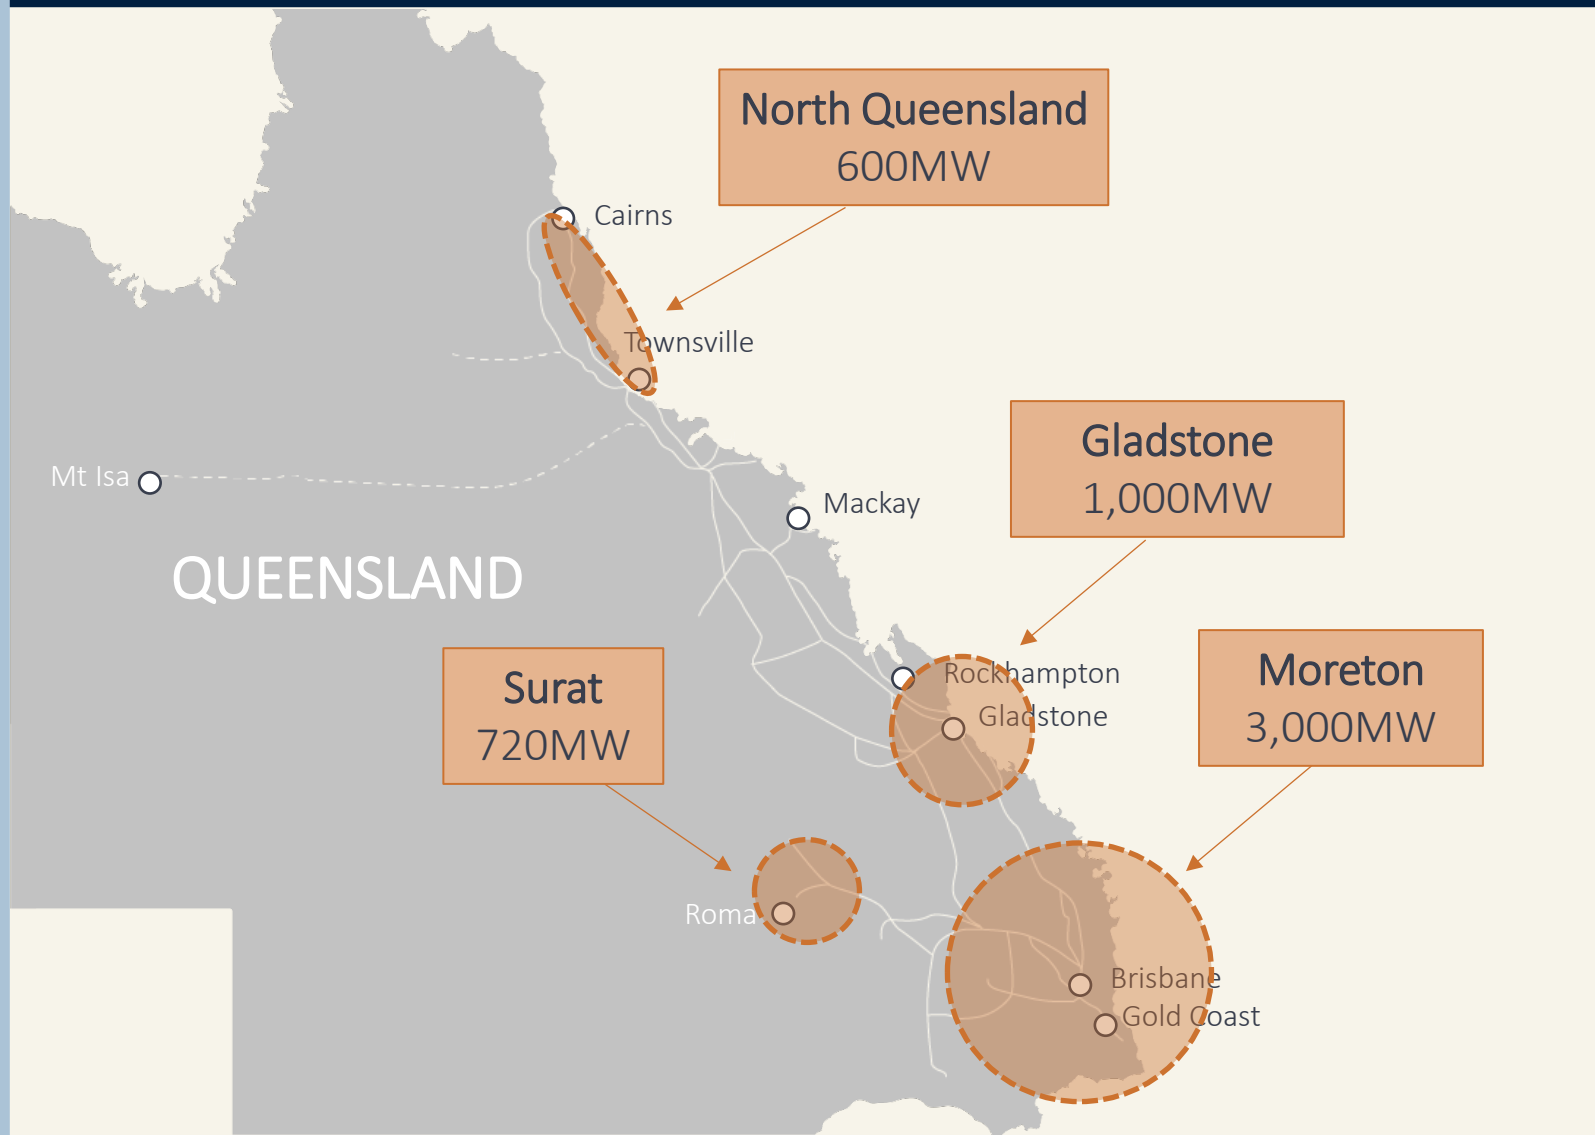 North Queensland
600MW
Cairns
Townsville
Gladstone
1,000MW
Mt Isa
Mackay
QUEENSLAND
Surat
720MW
Rockhampton
Gladstone
Moreton
3,000MW
Roma
Brisbane
Gold Coast